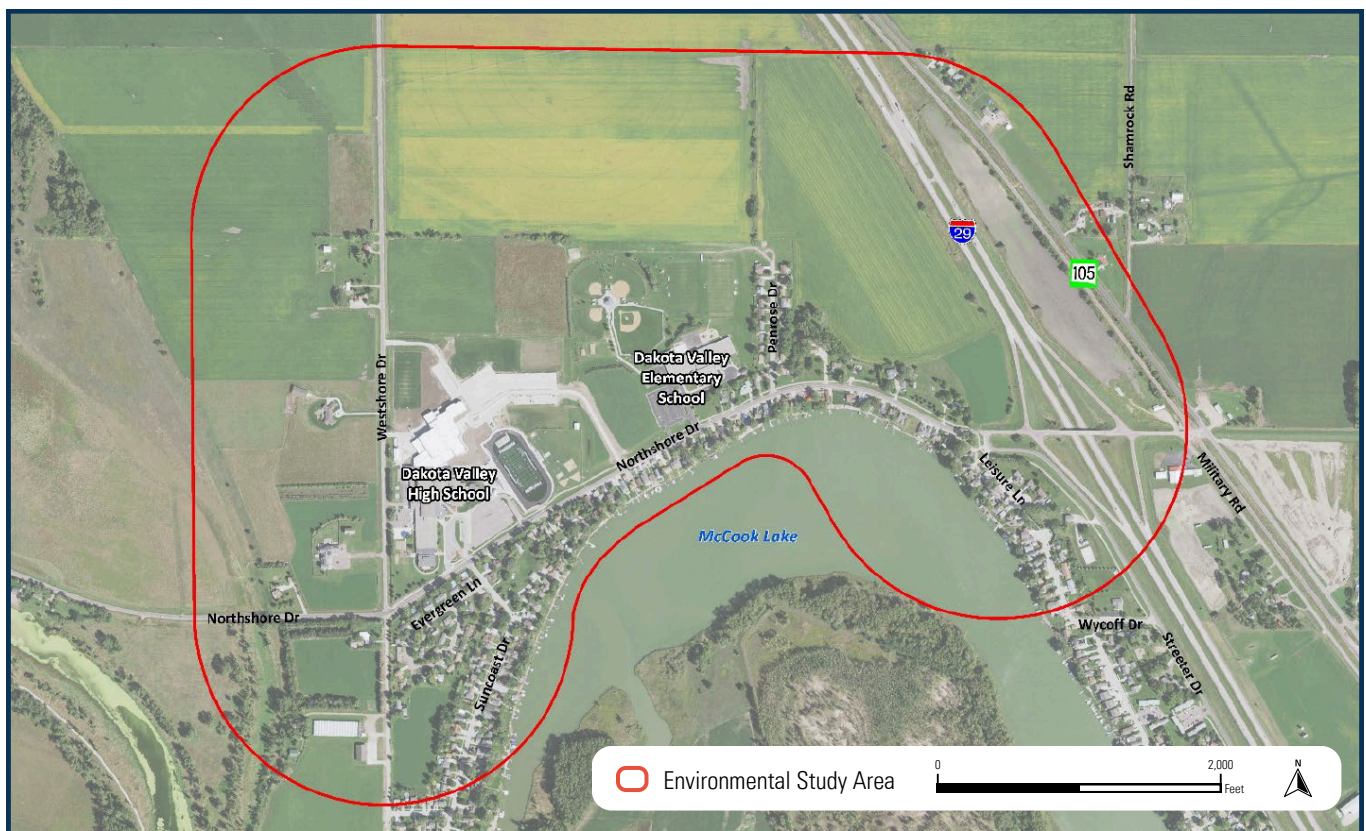 Shamrock Rd
29
105
Penrose Dr
Dakota Valley
Elementary
School
Westshore Dr
Northshore Dr
Dakota Valley
High School
Leisure Ln
Military Rd
McCook Lake
Evergreen Ln
Northshore Dr
Suncoast Dr
Wycoff Dr
Streeter Dr
Environmental Study Area
0
2,000
Feet
N